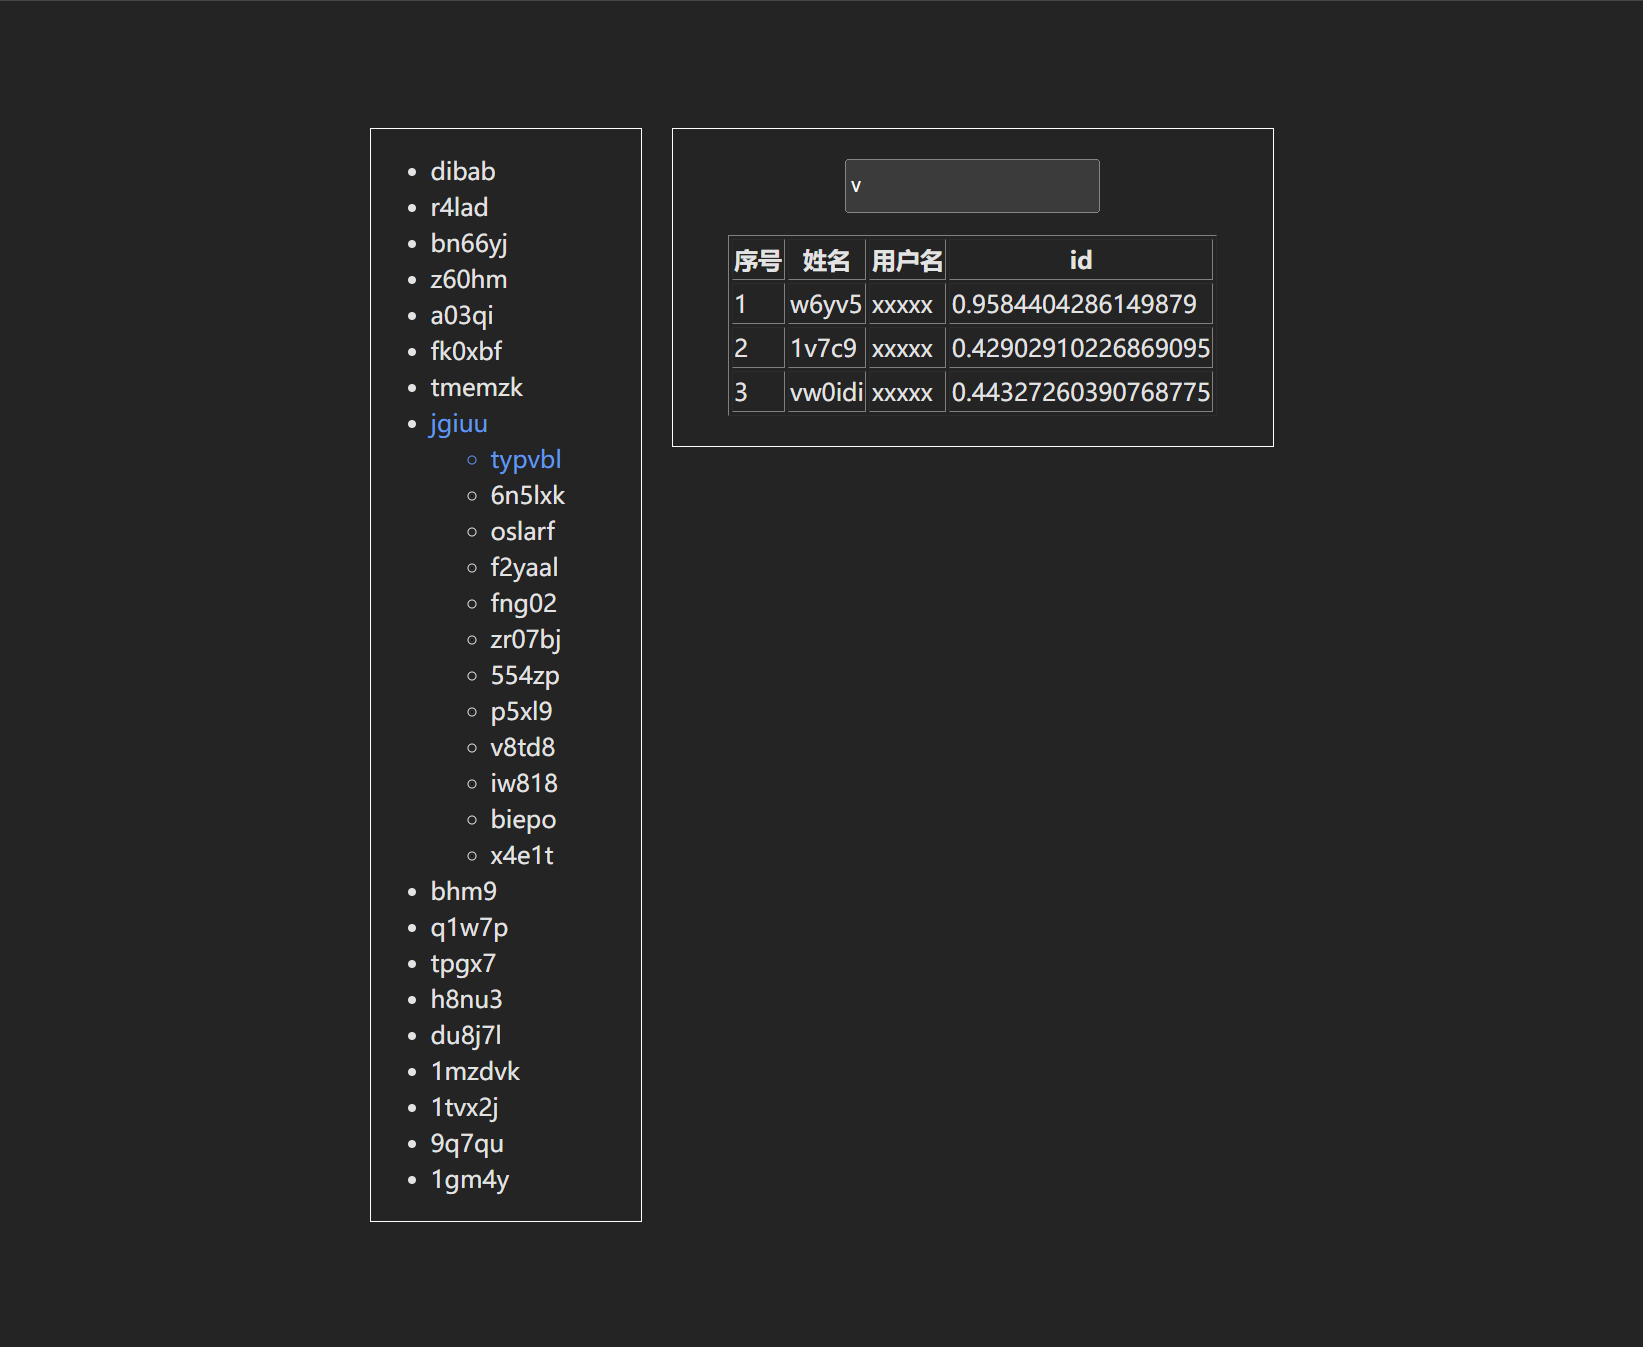 dibab
r4lad
bn66yj
z60hm
a03qi
fk0xbf
tmemzk
jgiuu
typvbl
6n5lxk
oslarf
f2yaal
fng02
zr07bj
554zp
p5xl9
v8td8
iw818
biepo
x4e1t
bhm9
q1w7p
tpgx7
h8nu3
du8j7l
1mzdvk
1tvx2j
9q7qu
1gm4y
v
序号 姓名 用户名 id
1 w6yv5 xxxxx 0.9584404286149879
2 1v7c9 xxxxx 0.42902910226869095
3 vw0idi xxxxx 0.44327260390768775